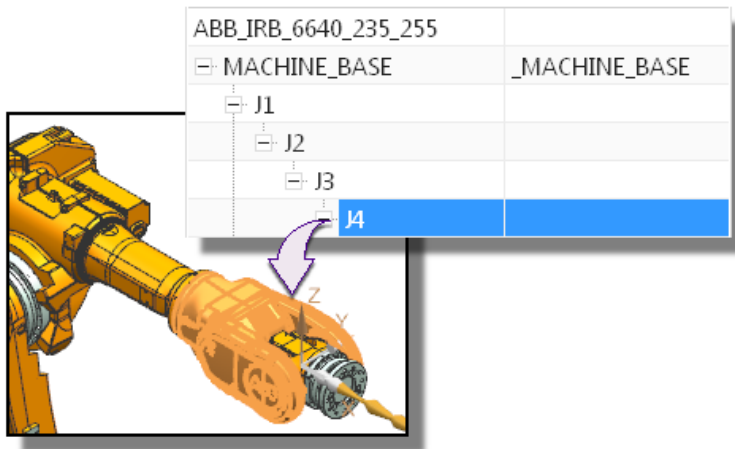 ABB_IRB_6640_235_255
MACHINE_BASE _MACHINE_BASE
J1
J2
J3
J4
Z
Y
X